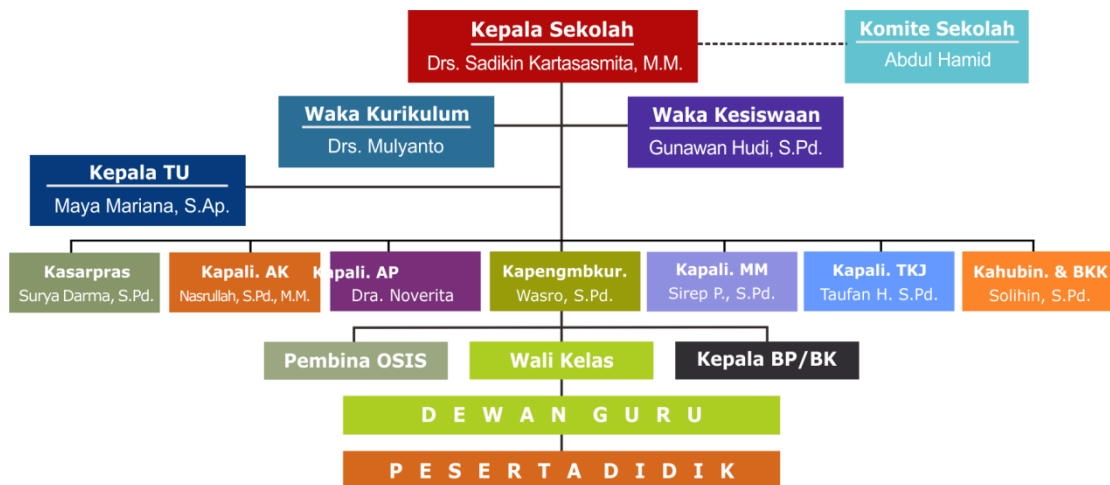 Kepala Sekolah
Drs. Sadikin Kartasasmita, M.M.
Komite Sekolah
Abdul Hamid
Waka Kurikulum
Drs. Mulyanto
Waka Kesiswaan
Gunawan Hudi, S.Pd.
Kepala TU
Maya Mariana, S.Ap.
Kasarpras
Surya Darma, S.Pd.
Kapali. AK
Nasrullah, S.Pd., M.M.
Kapali. AP
Dra. Noverita
Kapengmbkur.
Wasro, S.Pd.
Kapali. MM
Sirep P., S.Pd.
Kapali. TKJ
Taufan H. S.Pd.
Kahubin. & BKK
Solihin, S.Pd.
Pembina OSIS
Wali Kelas
Kepala BP/BK
D E W A N G U R U
P E S E R T A D I D I K